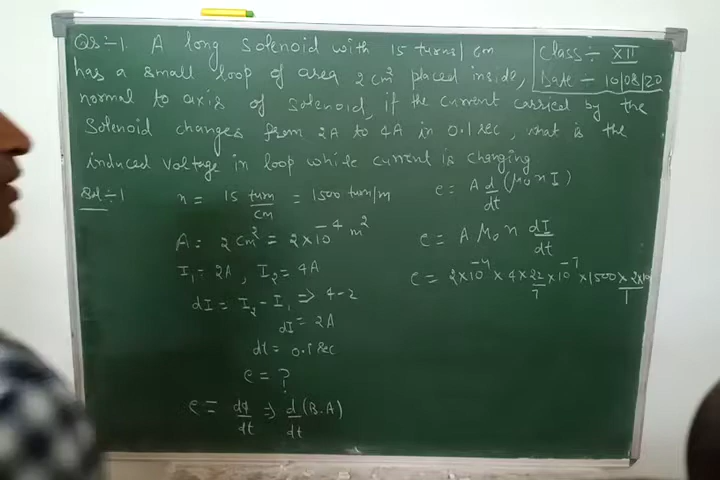 Qs:-1. A long solenoid with 15 turns/cm
has a small loop of area 2 cm² placed inside,
normal to axis of solenoid, if the current carried by the
Solenoid changes from 2A to 4A in 0.1 sec, what is the
induced voltage in loop while current is changing
Class:- XII
Date - 10/08/20
Sol:-1
n = 15 turn/cm = 1500 turn/m
A = 2 cm² = 2×10⁻⁴ m²
I₁ = 2A, I₂ = 4A
dI = I₂ - I₁ => 4-2
dI = 2A
dt = 0.1 sec
e = ?
e = dφ/dt => d/dt (B.A)
e = A d/dt (μ₀ n I)
e = A μ₀ n dI/dt
e = 2×10⁻⁴ × 4 × 22/7 × 10⁻⁷ × 1500 × 2×10/1